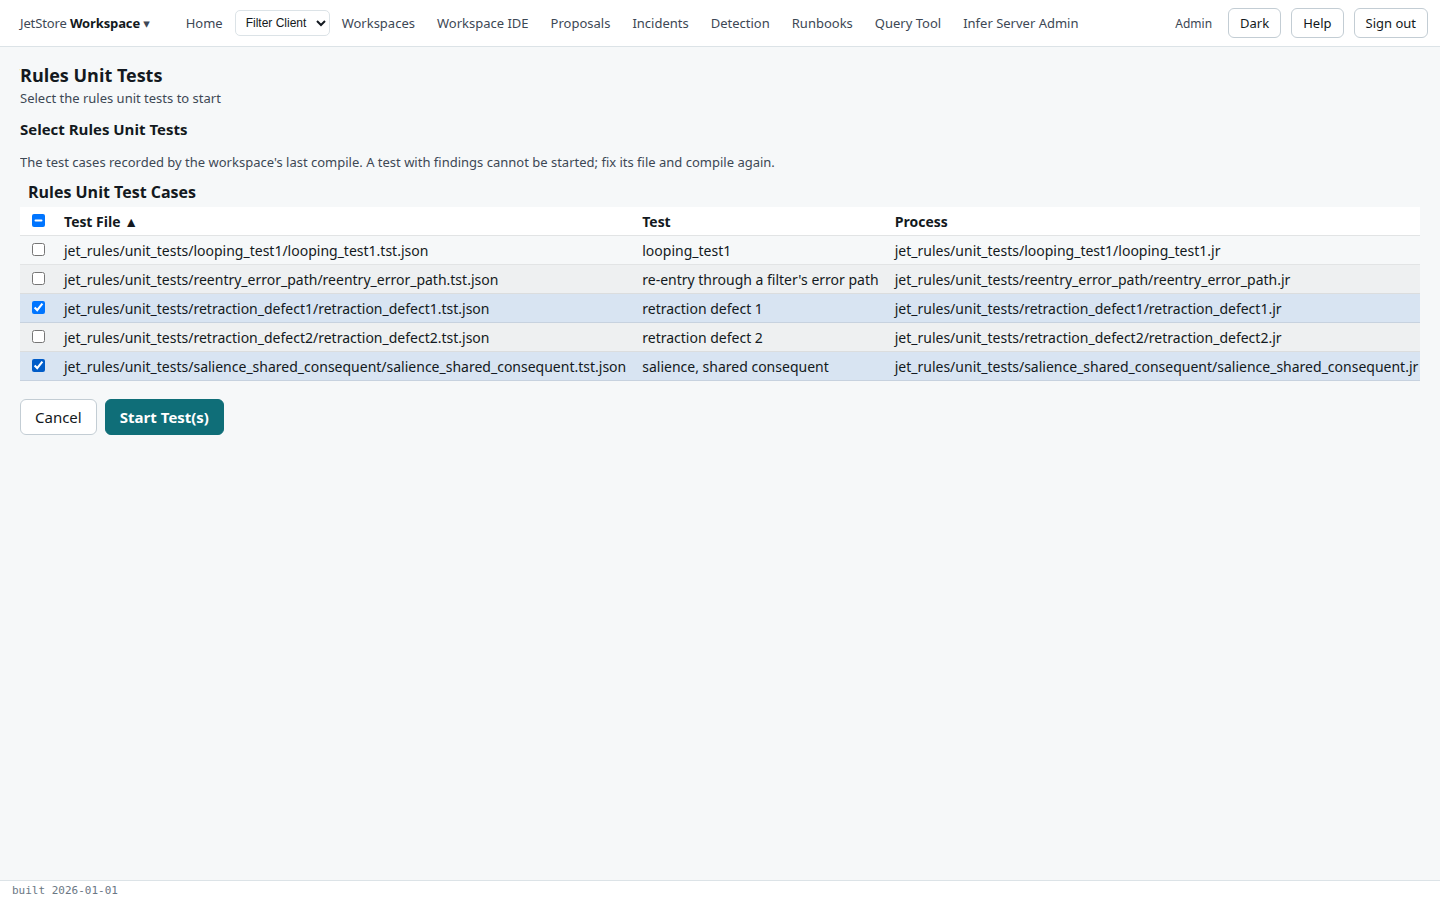 JetStore Workspace ▾ Home Filter Client Workspaces Workspace IDE Proposals Incidents Detection Runbooks Query Tool Infer Server Admin Admin Dark Help Sign out
Rules Unit Tests
Select the rules unit tests to start
Select Rules Unit Tests
The test cases recorded by the workspace's last compile. A test with findings cannot be started; fix its file and compile again.
Rules Unit Test Cases
Test File ▲ Test Process
jet_rules/unit_tests/looping_test1/looping_test1.tst.json looping_test1 jet_rules/unit_tests/looping_test1/looping_test1.jr
jet_rules/unit_tests/reentry_error_path/reentry_error_path.tst.json re-entry through a filter's error path jet_rules/unit_tests/reentry_error_path/reentry_error_path.jr
jet_rules/unit_tests/retraction_defect1/retraction_defect1.tst.json retraction defect 1 jet_rules/unit_tests/retraction_defect1/retraction_defect1.jr
jet_rules/unit_tests/retraction_defect2/retraction_defect2.tst.json retraction defect 2 jet_rules/unit_tests/retraction_defect2/retraction_defect2.jr
jet_rules/unit_tests/salience_shared_consequent/salience_shared_consequent.tst.json salience, shared consequent jet_rules/unit_tests/salience_shared_consequent/salience_shared_consequent.jr
Cancel Start Test(s)
built 2026-01-01